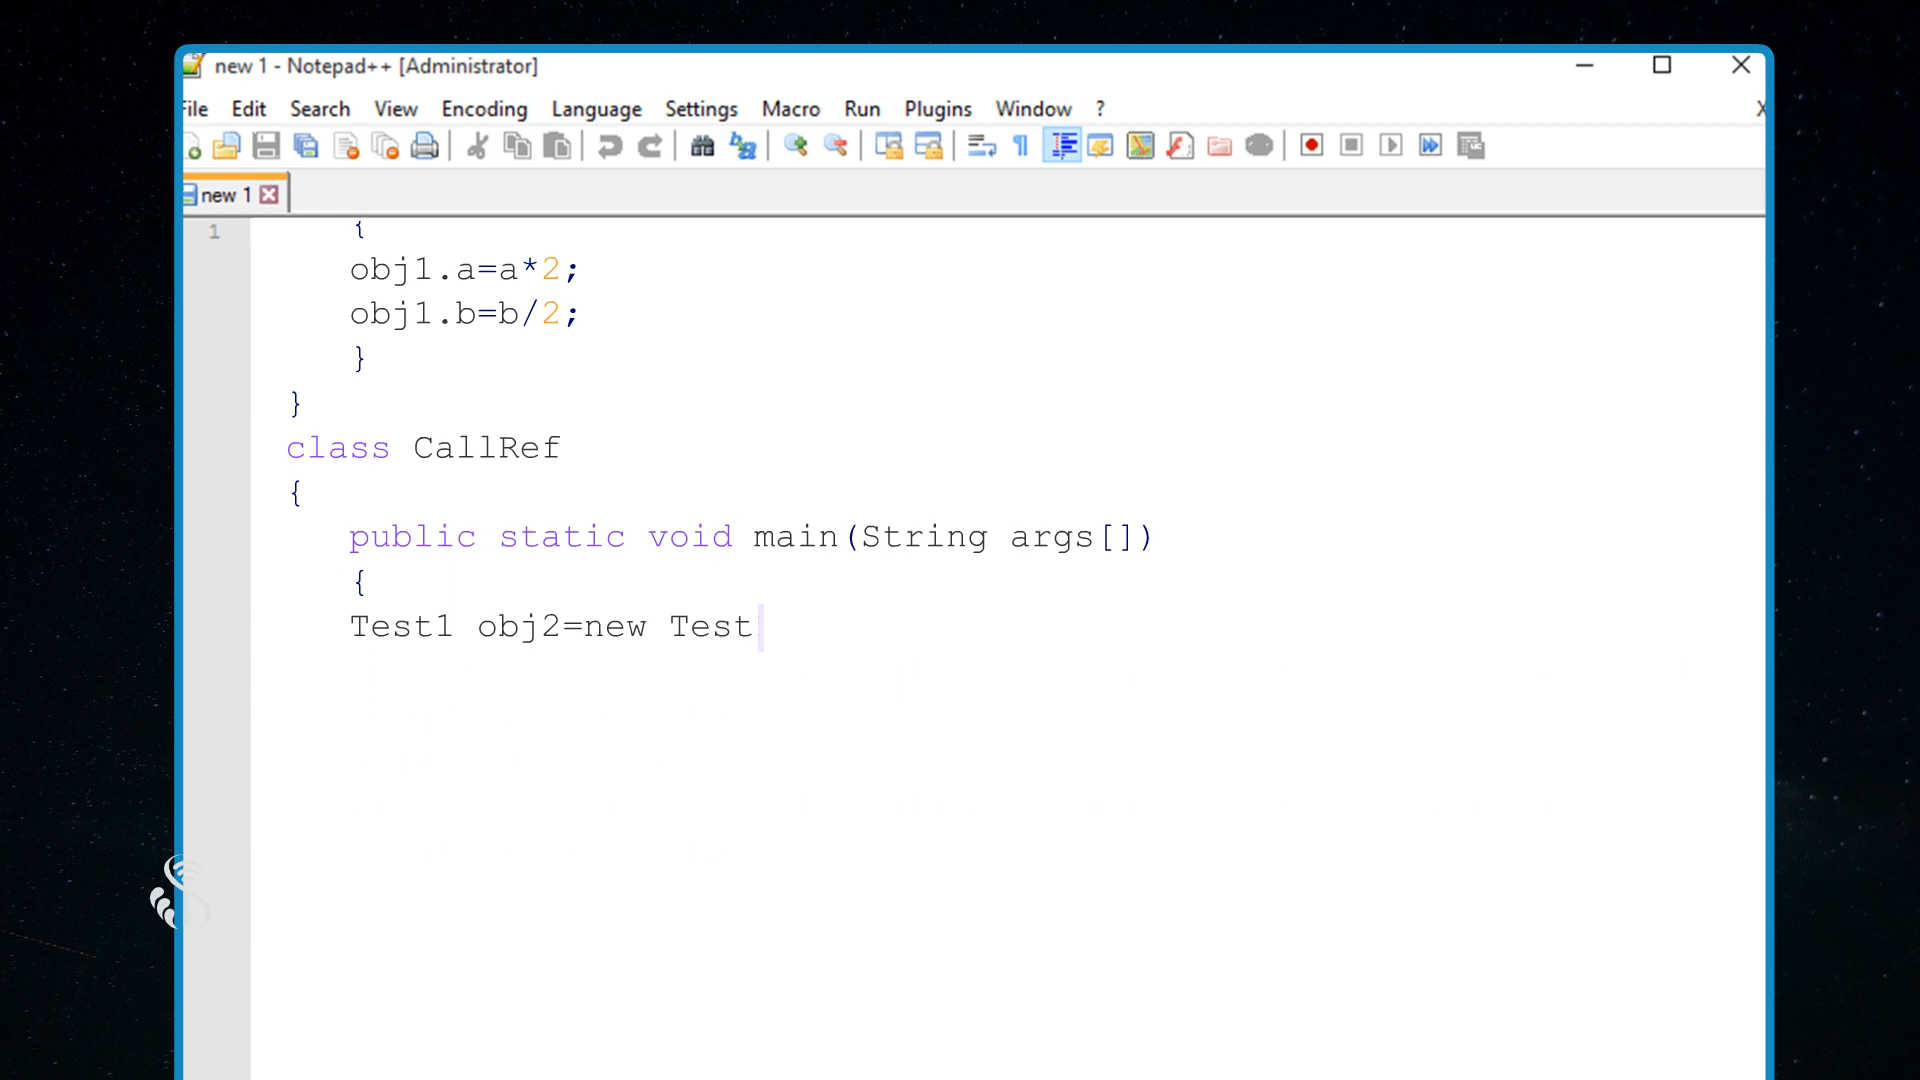 new 1 - Notepad++ [Administrator]
File Edit Search View Encoding Language Settings Macro Run Plugins Window ? X
new 1
1
{
obj1.a=a*2;
obj1.b=b/2;
}
}
class CallRef
{
public static void main(String args[])
{
Test1 obj2=new Test